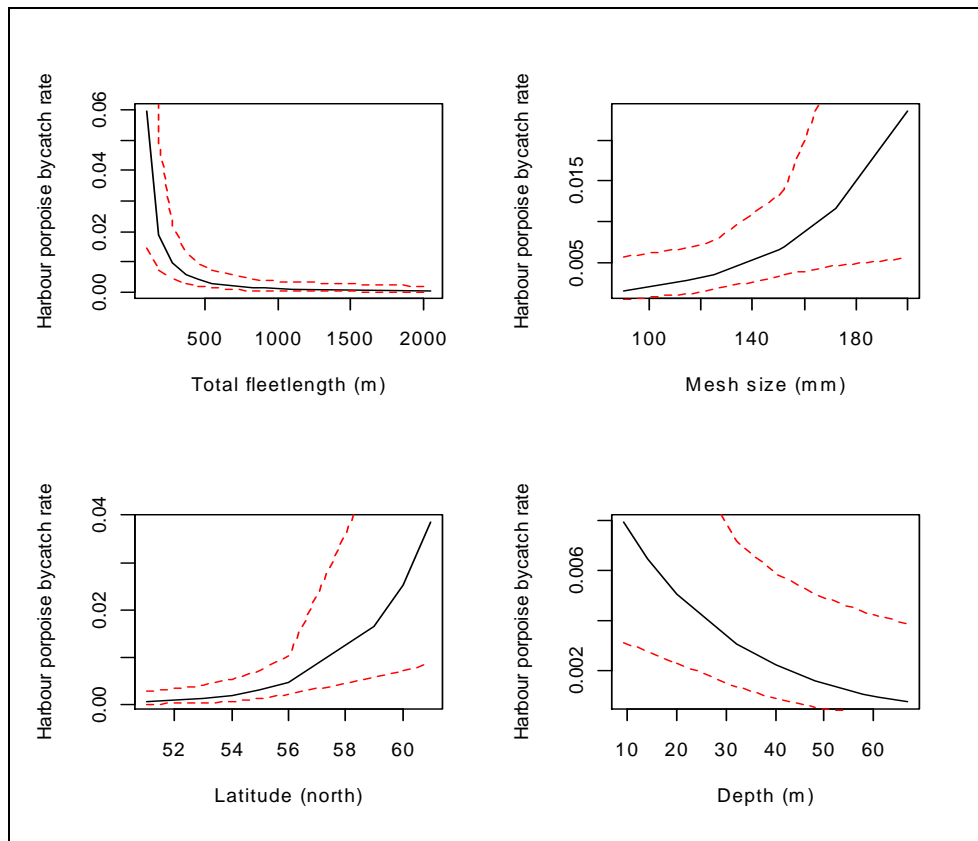 Harbour porpoise bycatch rate
0.06
0.04
0.02
0.00
500 1000 1500 2000
Total fleetlength (m)
Harbour porpoise bycatch rate
0.015
0.005
100 140 180
Mesh size (mm)
Harbour porpoise bycatch rate
0.04
0.02
0.00
52 54 56 58 60
Latitude (north)
Harbour porpoise bycatch rate
0.006
0.002
10 20 30 40 50 60
Depth (m)